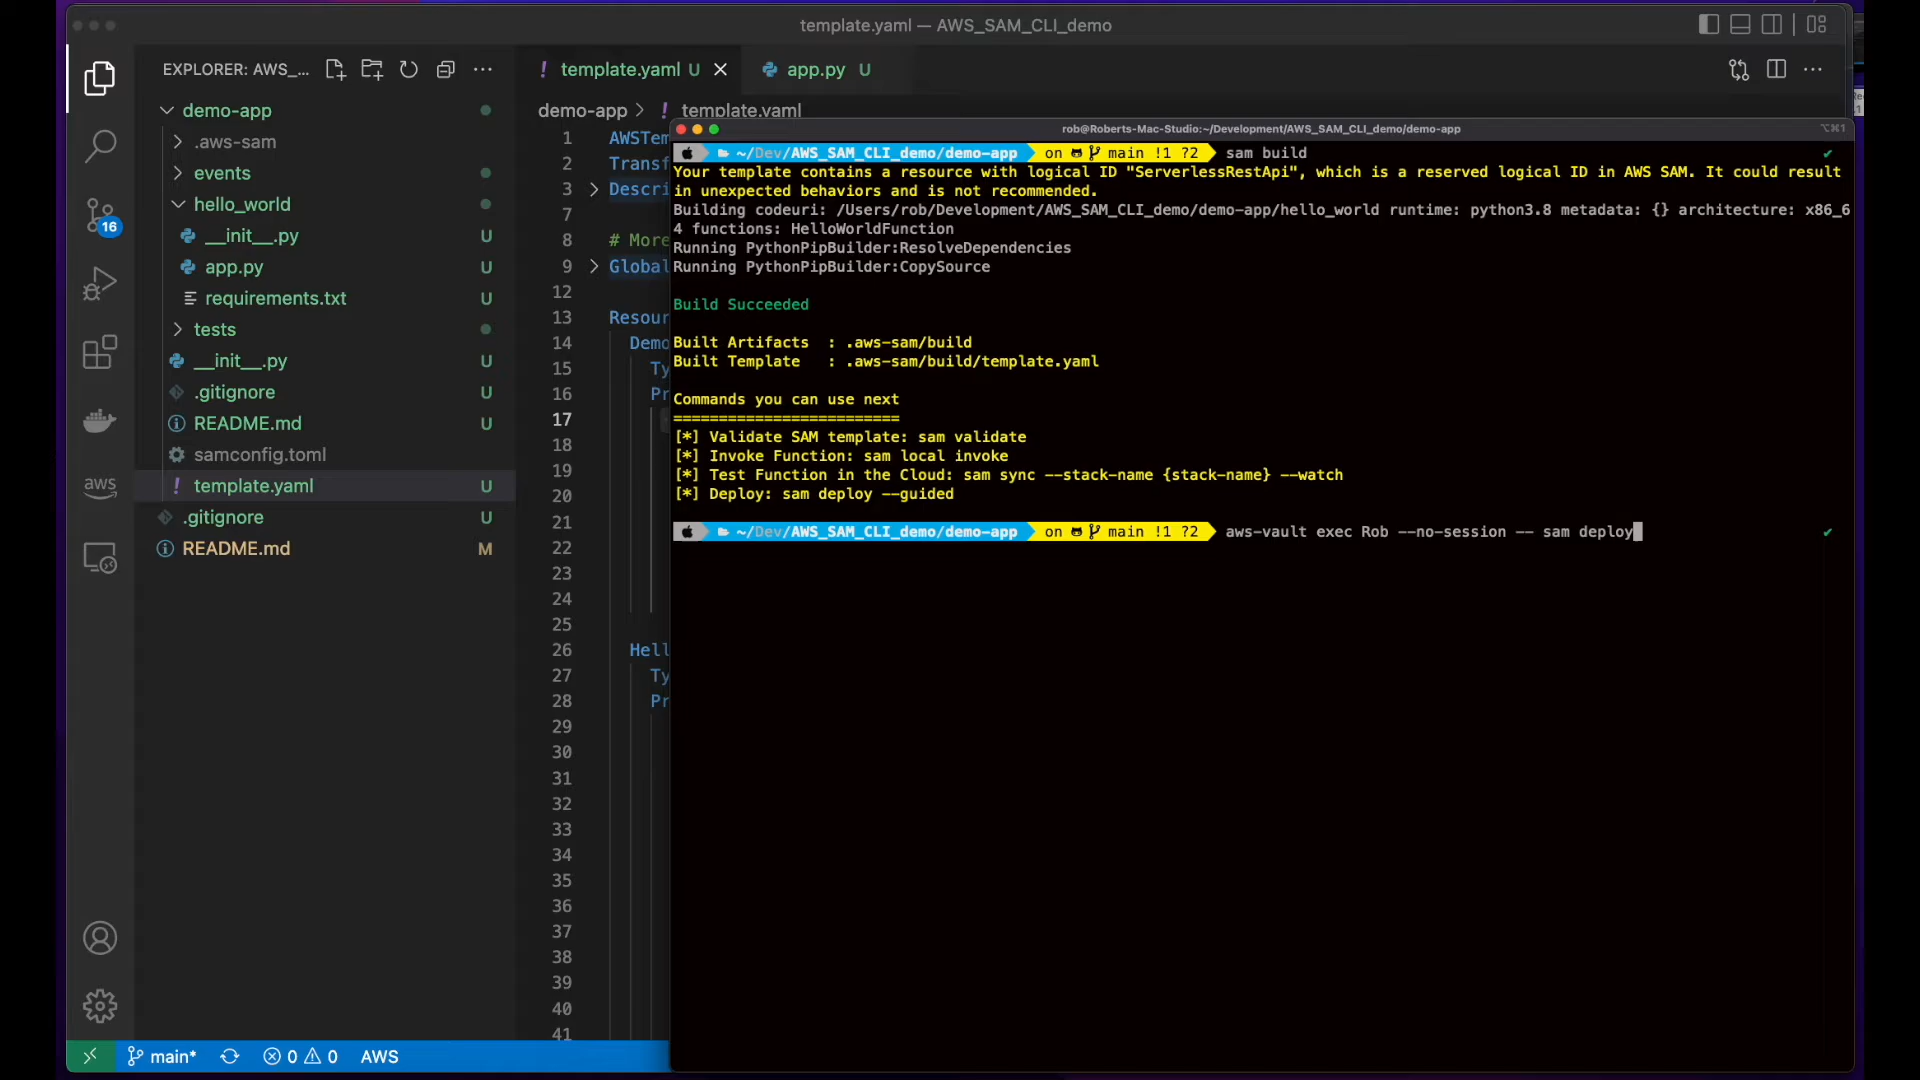 template.yaml — AWS_SAM_CLI_demo
EXPLORER: AWS_...
template.yaml U
app.py U
demo-app
.aws-sam
events
hello_world
__init__.py U
app.py U
requirements.txt U
tests
__init__.py U
.gitignore U
README.md U
samconfig.toml
template.yaml U
.gitignore U
README.md M
16
aws
demo-app > ! template.yaml
1 AWSTem
2 Transf
3 Descri
7
8 # More
9 Global
12
13 Resour
14 Demo
15 Ty
16 Pr
17
18
19
20
21
22
23
24
25
26 Hell
27 Ty
28 Pr
29
30
31
32
33
34
35
36
37
38
39
40
41
rob@Roberts-Mac-Studio:~/Development/AWS_SAM_CLI_demo/demo-app
⌥⌘1
~/Dev/AWS_SAM_CLI_demo/demo-app on main !1 ?2 sam build ✔
Your template contains a resource with logical ID "ServerlessRestApi", which is a reserved logical ID in AWS SAM. It could result
in unexpected behaviors and is not recommended.
Building codeuri: /Users/rob/Development/AWS_SAM_CLI_demo/demo-app/hello_world runtime: python3.8 metadata: {} architecture: x86_6
4 functions: HelloWorldFunction
Running PythonPipBuilder:ResolveDependencies
Running PythonPipBuilder:CopySource
Build Succeeded
Built Artifacts  : .aws-sam/build
Built Template   : .aws-sam/build/template.yaml
Commands you can use next
=========================
[*] Validate SAM template: sam validate
[*] Invoke Function: sam local invoke
[*] Test Function in the Cloud: sam sync --stack-name {stack-name} --watch
[*] Deploy: sam deploy --guided
~/Dev/AWS_SAM_CLI_demo/demo-app on main !1 ?2 aws-vault exec Rob --no-session -- sam deploy ✔
main* 0 0 AWS